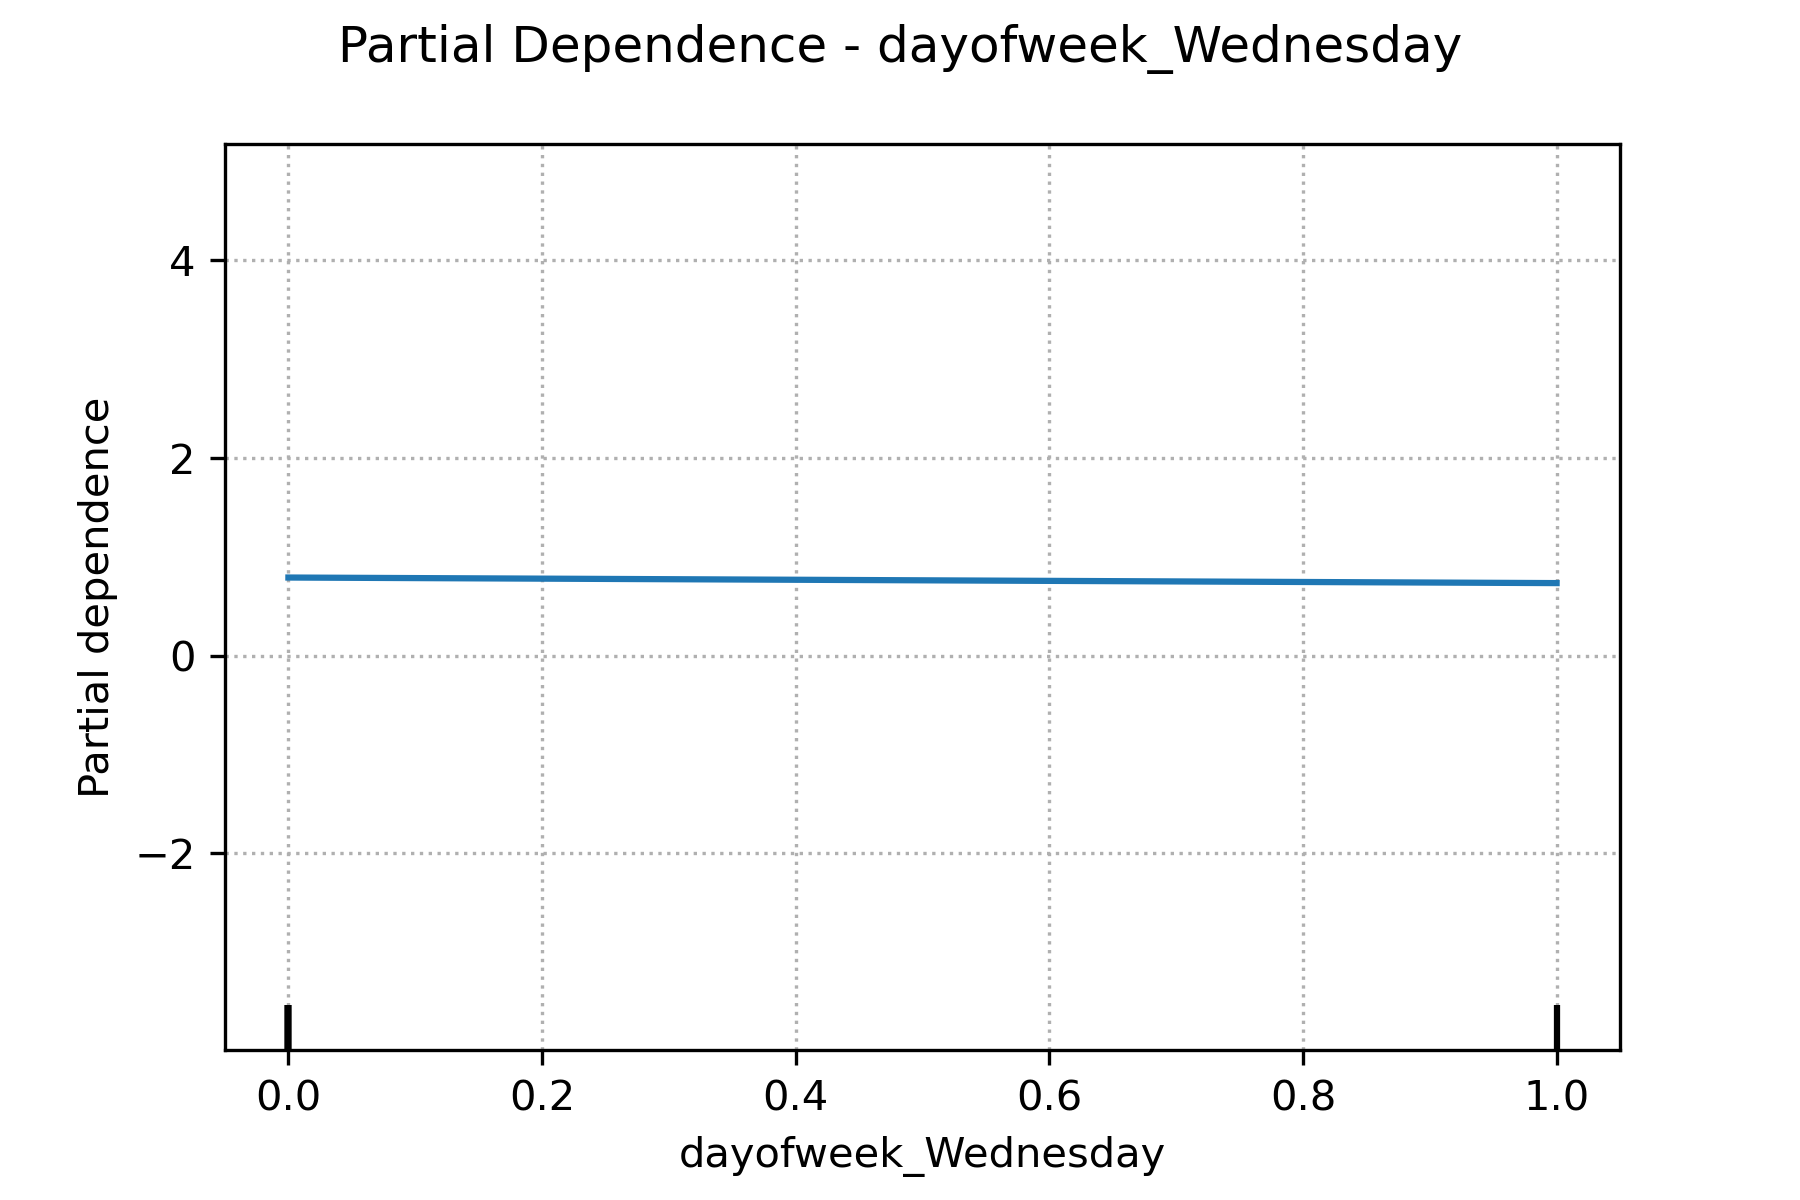 Partial Dependence - dayofweek_Wednesday
Partial dependence
4
2
0
−2
0.0 0.2 0.4 0.6 0.8 1.0
dayofweek_Wednesday